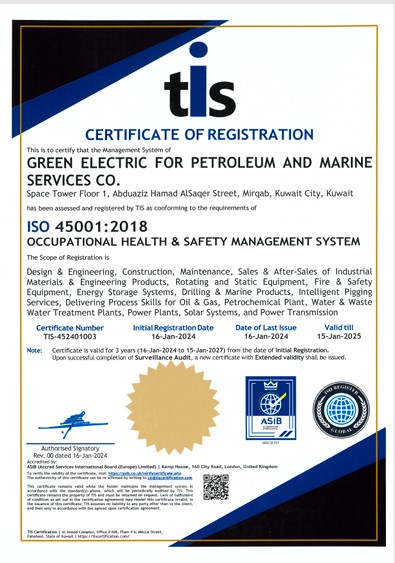 tis
CERTIFICATE OF REGISTRATION
This is to certify that the Management System of
GREEN ELECTRIC FOR PETROLEUM AND MARINE
SERVICES CO.
Space Tower Floor 1, Abduaziz Hamad AlSaqer Street, Mirqab, Kuwait City, Kuwait
has been assessed and registered by TIS as conforming to the requirements of
ISO 45001:2018
OCCUPATIONAL HEALTH & SAFETY MANAGEMENT SYSTEM
The Scope of Registration is
Design & Engineering, Construction, Maintenance, Sales & After-Sales of Industrial
Materials & Engineering Products, Rotating and Static Equipment, Fire & Safety
Equipment, Energy Storage Systems, Drilling & Marine Products, Intelligent Pigging
Services, Delivering Process Skills for Oil & Gas, Petrochemical Plant, Water & Waste
Water Treatment Plants, Power Plants, Solar Systems, and Power Transmission
Certificate Number Initial Registration Date Date of Last Issue Valid till
TIS-452401003 16-Jan-2024 16-Jan-2024 15-Jan-2025
Note: Certificate is valid for 3 years (16-Jan-2024 to 15-Jan-2027) from the date of Initial Registration.
Upon successful completion of Surveillance Audit, a new certificate with Extended validity shall be issued.
ASIB
UKI REGISTER
GLOBAL
Authorised Signatory
Rev. 00 dated 16-Jan-2024
Accredited by:
ASIB (Accred Services International Board (Europe) Limited) | Kemp House, 160 City Road, London, United Kingdom
To verify the validity of the certificate, visit:
The authenticity of this certificate can be re-affirmed by writing to
This certificate remains valid while the holder maintains the management system in
accordance with the standard(s) above, which will be periodically audited by TIS. This
certificate remains the property of TIS and must be returned on request. Lack of fulfilment
of condition as set out in the certification agreement may render this certificate invalid. In
the issuance of this certificate, TIS assumes no liability to any party other than to the client,
and then only in accordance with the agreed upon certification agreement.
TIS Certification | Al Awsad Complex, Office # 60B, Floor # 6, Mecca Street,
Fahaheel, State of Kuwait | https://tiscertification.com/